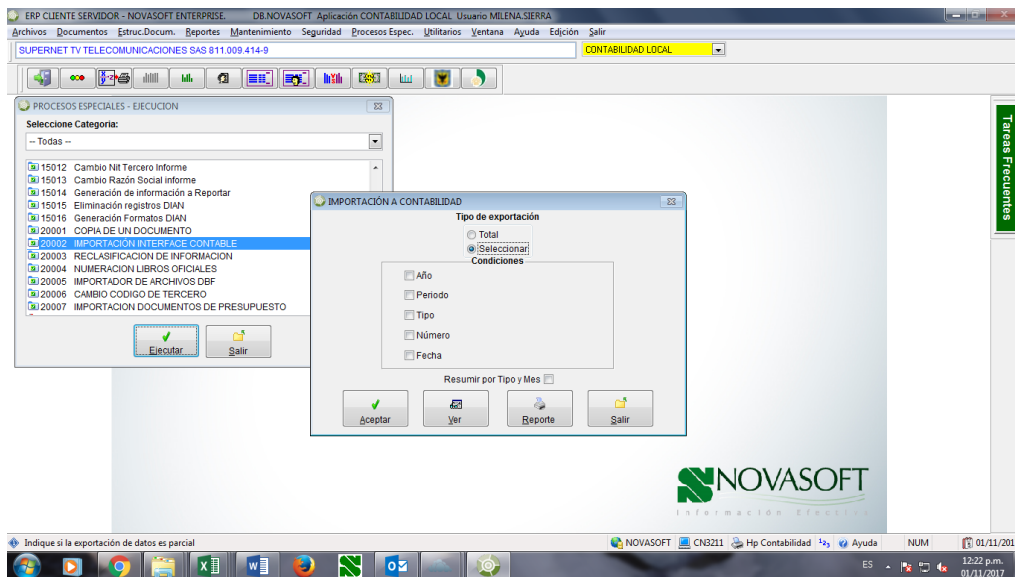 ERP CLIENTE SERVIDOR - NOVASOFT ENTERPRISE. DB.NOVASOFT Aplicación CONTABILIDAD LOCAL Usuario MILENA.SIERRA
Archivos Documentos Estruc.Docum. Reportes Mantenimiento Seguridad Procesos Espec. Utilitarios Ventana Ayuda Edición Salir
SUPERNET TV TELECOMUNICACIONES SAS 811.009.414-9 CONTABILIDAD LOCAL
PROCESOS ESPECIALES - EJECUCION
Seleccione Categoria:
-- Todas --
15012 Cambio Nit Tercero Informe
15013 Cambio Razón Social informe
15014 Generación de información a Reportar
15015 Eliminación registros DIAN
15016 Generación Formatos DIAN
20001 COPIA DE UN DOCUMENTO
20002 IMPORTACIÓN INTERFACE CONTABLE
20003 RECLASIFICACION DE INFORMACION
20004 NUMERACION LIBROS OFICIALES
20005 IMPORTADOR DE ARCHIVOS DBF
20006 CAMBIO CODIGO DE TERCERO
20007 IMPORTACION DOCUMENTOS DE PRESUPUESTO
Ejecutar Salir
IMPORTACIÓN A CONTABILIDAD
Tipo de exportación
Total
Seleccionar
Condiciones
Año
Periodo
Tipo
Número
Fecha
Resumir por Tipo y Mes
Aceptar Ver Reporte Salir
Tareas Frecuentes
NOVASOFT
Información Efectiva
Indique si la exportación de datos es parcial NOVASOFT CN3211 Hp Contabilidad 123 Ayuda NUM 01/11/201
ES 12:22 p.m.
01/11/2017